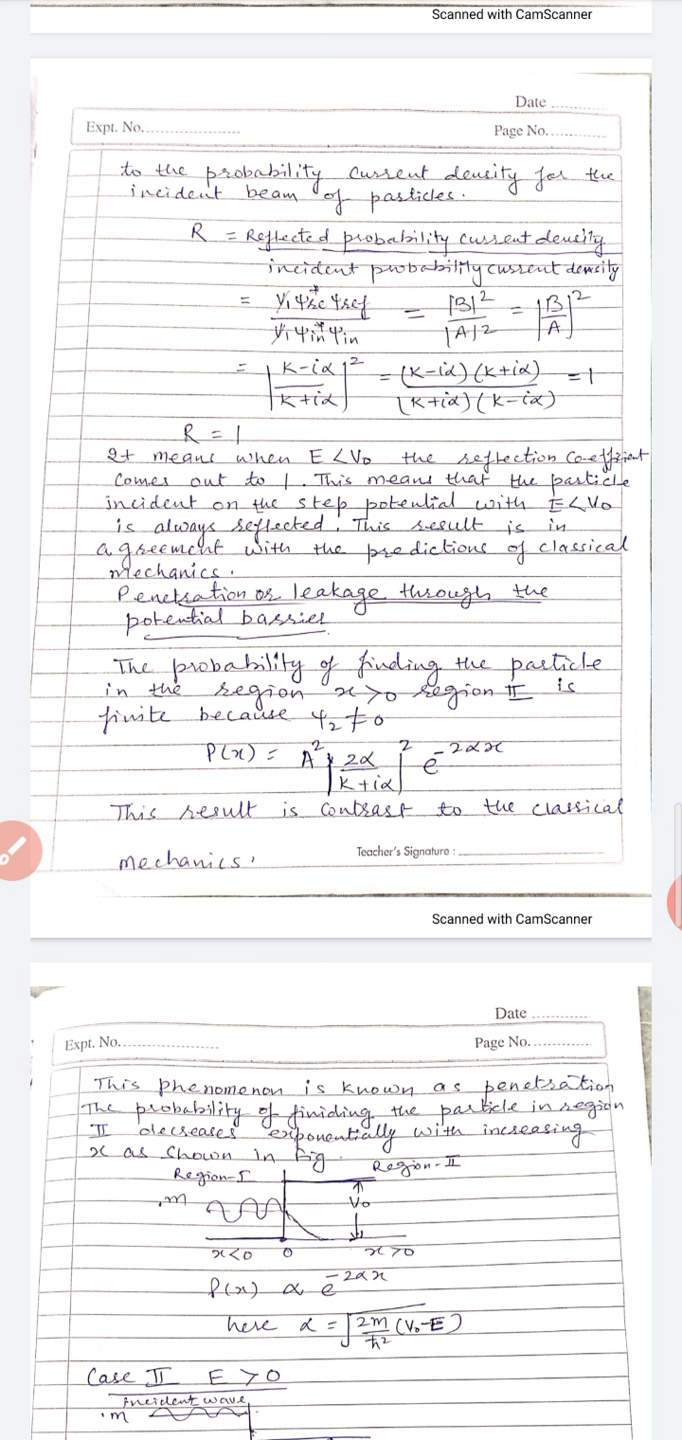 Scanned with CamScanner
Date ............
Expt. No.........................
Page No.............
to the probability current density for the
incident beam of particles.
R = Reflected probability current density
incident probability current density
= V₁ Ψ*ref Ψref / V₁ Ψ*in Ψin = |B|² / |A|² = |B/A|²
= |K-iα / K+iα|² = (K-iα)(K+iα) / (K+iα)(K-iα) = 1
R = 1
It means when E<V₀ the reflection Co-efficient
Comes out to 1. This means that the particle
incident on the step potential with E<V₀
is always reflected. This result is in
agreement with the predictions of classical
mechanics.
Penetration or leakage through the
potential barrier
The probability of finding the particle
in the region x>0 region II is
finite because Ψ₂ ≠ 0
P(x) = A² |2α / K+iα|² e^-2αx
This result is contrast to the classical
mechanics.
Teacher's Signature :
Scanned with CamScanner
Date ............
Expt. No.........................
Page No.............
This phenomenon is known as penetration
The probability of finiding the particle in region
II decreases exponentially with increasing
x as shown in fig.
Region-I
Region-II
.m
V₀
x<0 0 x>0
P(x) α e^-2αx
here α = √(2m/ħ² (V₀-E)
Case II E>0
incident wave
.m